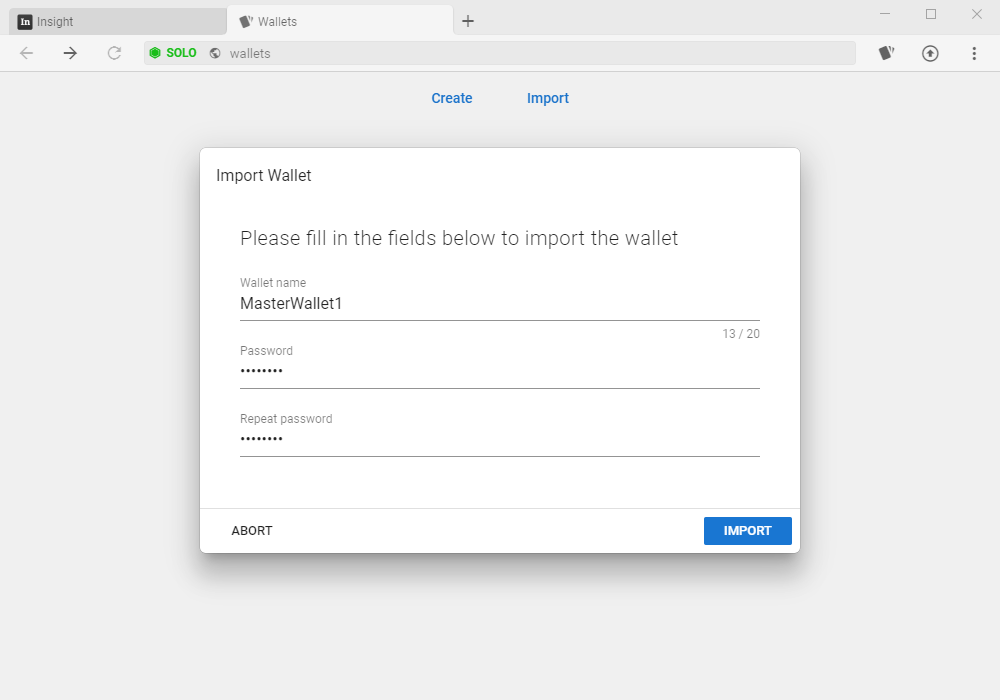 In Insight
Wallets
SOLO wallets
Create Import
Import Wallet
Please fill in the fields below to import the wallet
Wallet name
MasterWallet1
13 / 20
Password
••••••••
Repeat password
••••••••
ABORT IMPORT